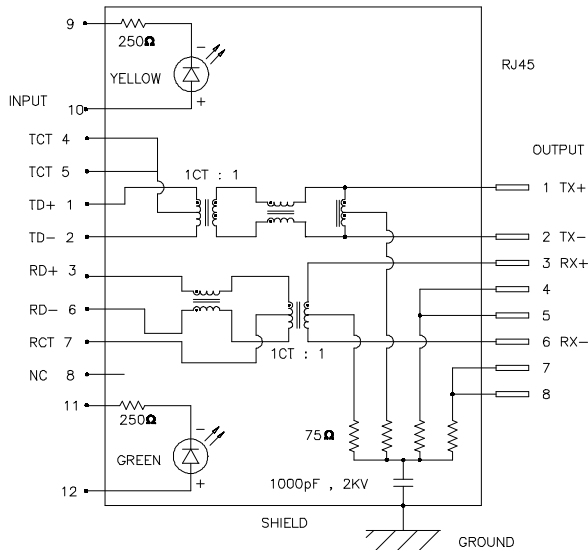 9
250Ω
-
YELLOW
+
RJ45
INPUT
10
TCT 4
TCT 5
1CT : 1
OUTPUT
TD+ 1
1 TX+
TD- 2
2 TX-
RD+ 3
3 RX+
4
RD- 6
5
RCT 7
6 RX-
1CT : 1
NC 8
7
8
11
250Ω
-
75Ω
GREEN
+
12
1000pF , 2KV
SHIELD
GROUND